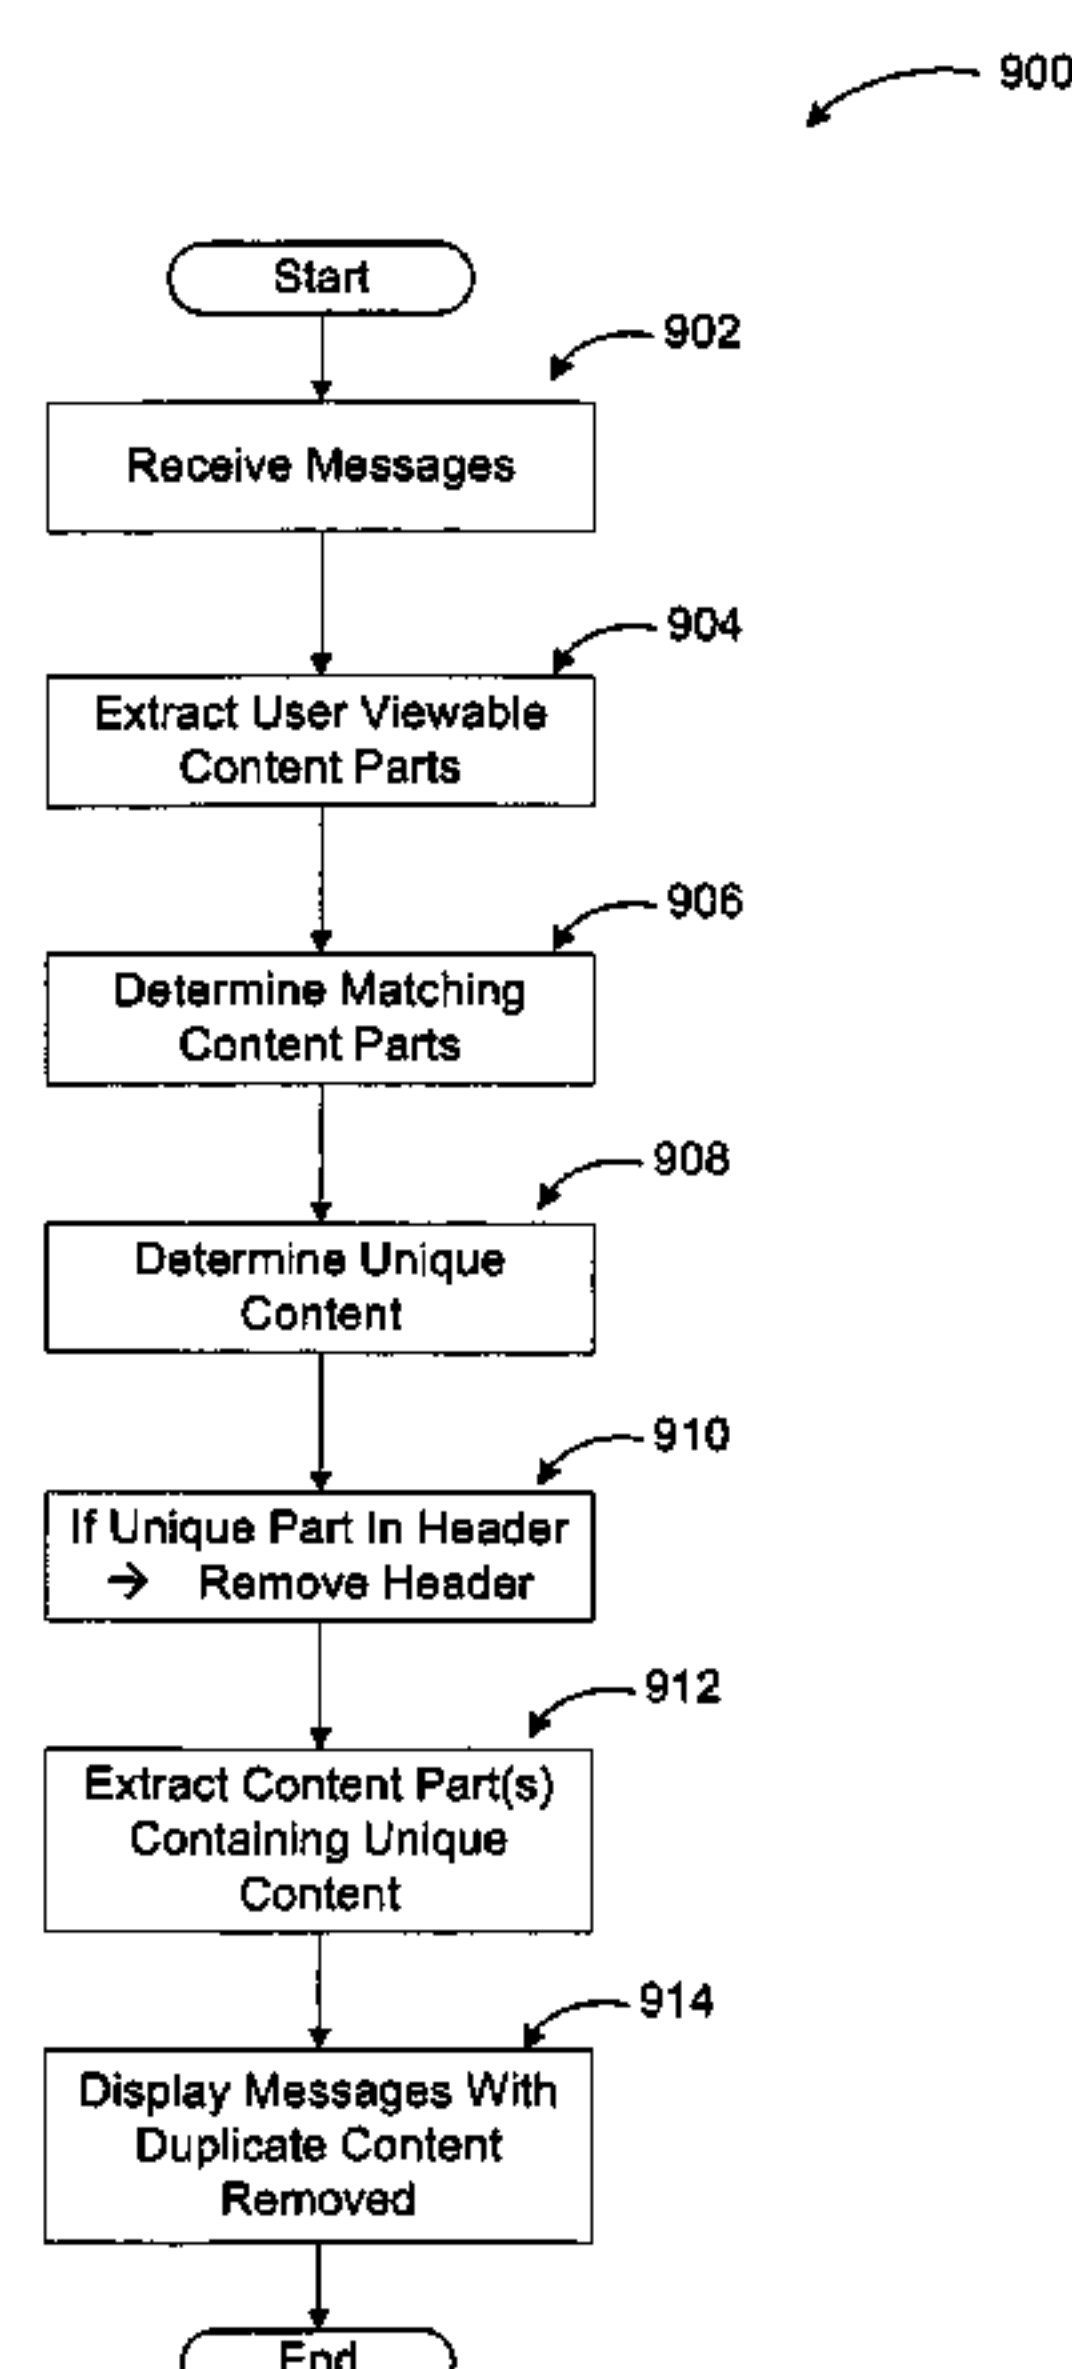 900
Start
902
Receive Messages
904
Extract User Viewable
Content Parts
906
Determine Matching
Content Parts
908
Determine Unique
Content
910
If Unique Part In Header
→ Remove Header
912
Extract Content Part(s)
Containing Unique
Content
914
Display Messages With
Duplicate Content
Removed
End